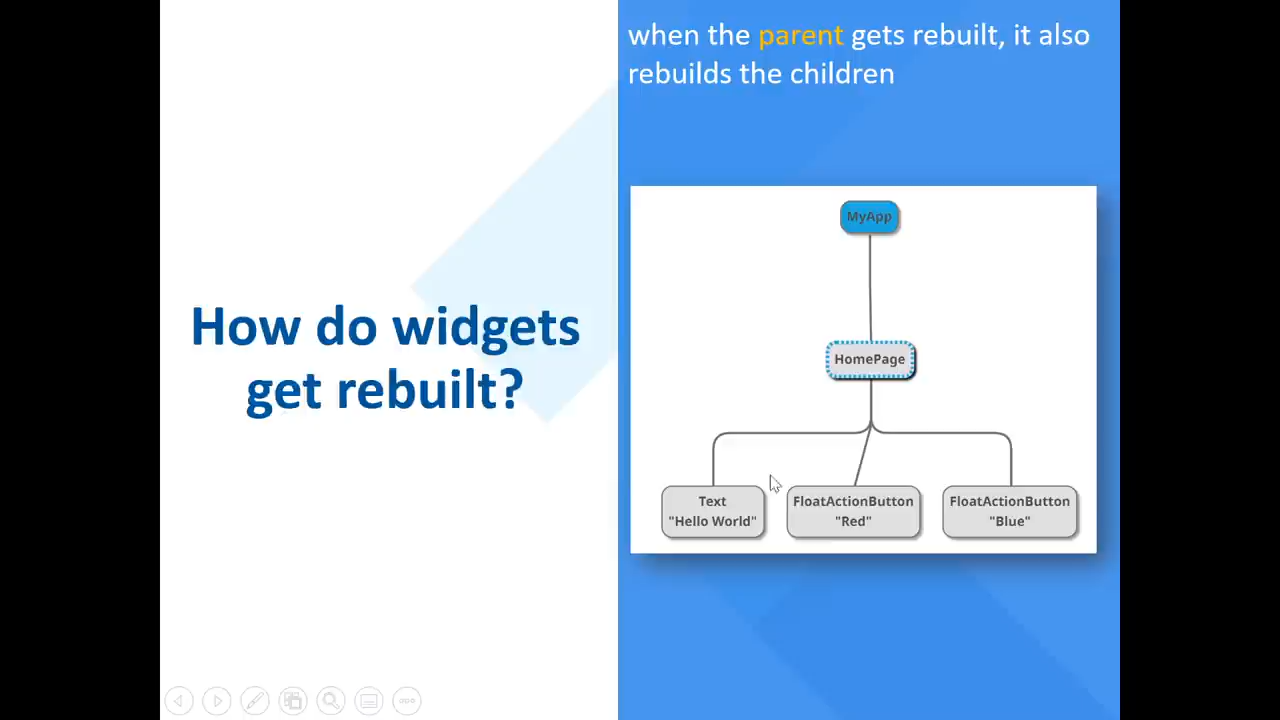 when the parent gets rebuilt, it also
rebuilds the children
How do widgets
get rebuilt?
MyApp
HomePage
Text
"Hello World"
FloatActionButton
"Red"
FloatActionButton
"Blue"